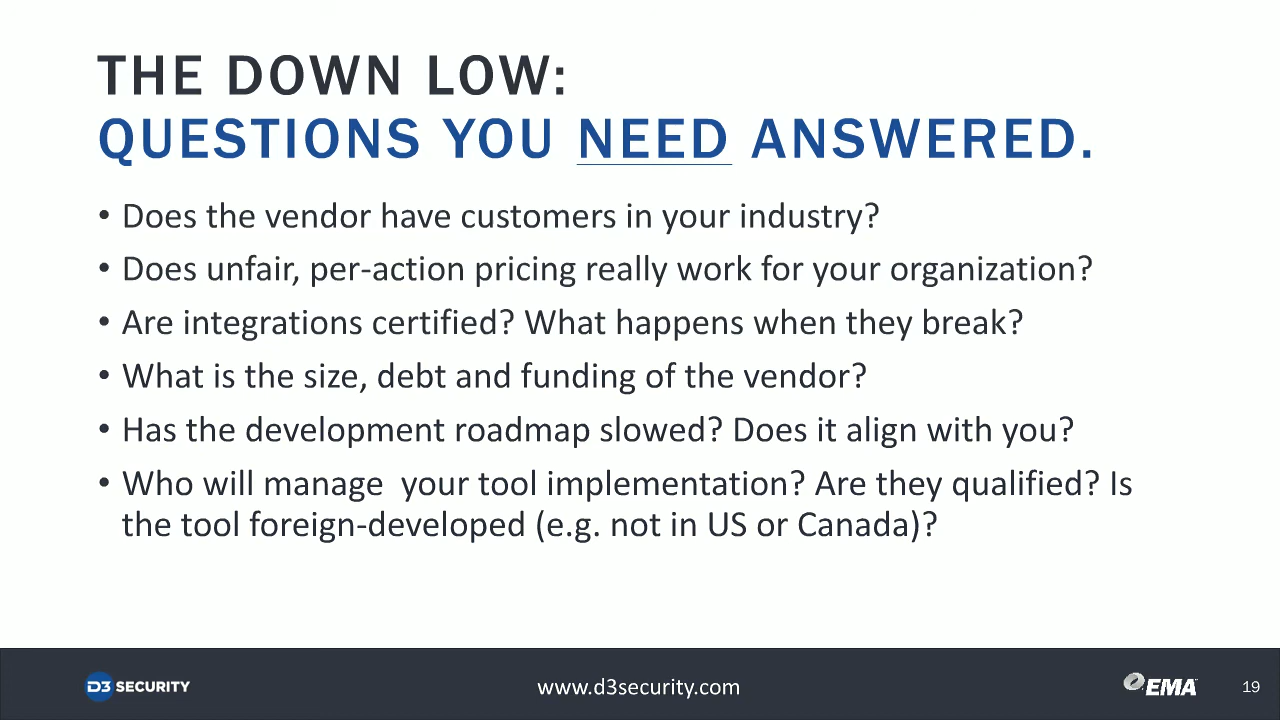 THE DOWN LOW:
QUESTIONS YOU NEED ANSWERED.
• Does the vendor have customers in your industry?
• Does unfair, per-action pricing really work for your organization?
• Are integrations certified? What happens when they break?
• What is the size, debt and funding of the vendor?
• Has the development roadmap slowed? Does it align with you?
• Who will manage  your tool implementation? Are they qualified? Is
the tool foreign-developed (e.g. not in US or Canada)?
D3 SECURITY
www.d3security.com
EMA
19